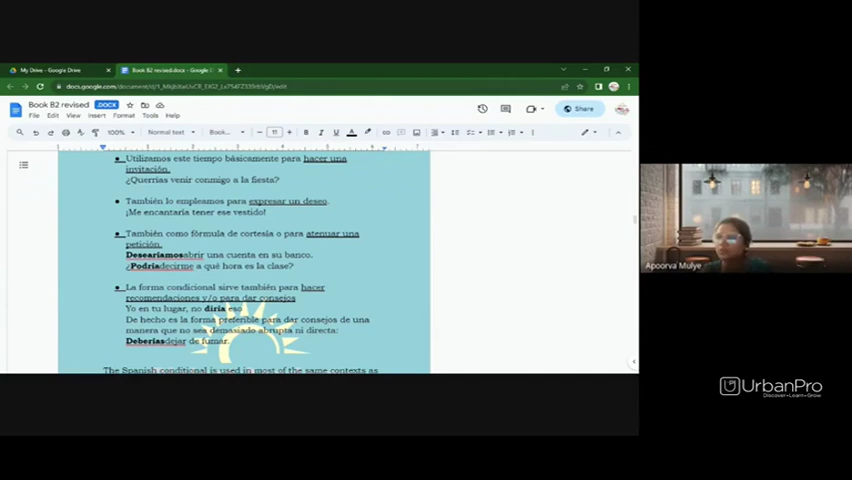 My Drive - Google Drive
Book B2 revised.docx - Google D
Book B2 revised .DOCX
File Edit View Insert Format Tools Help
Share
100% Normal text Book... 11
Utilizamos este tiempo básicamente para hacer una
invitación.
¿Querrías venir conmigo a la fiesta?
También lo empleamos para expresar un deseo.
¡Me encantaría tener ese vestido!
También como fórmula de cortesía o para atenuar una
petición.
Desearíamosabrir una cuenta en su banco.
¿Podríadecirme a qué hora es la clase?
La forma condicional sirve también para hacer
recomendaciones y/o para dar consejos
Yo en tu lugar, no diría eso
De hecho es la forma preferible para dar consejos de una
manera que no sea demasiado abrupta ni directa:
Deberíasdejar de fumar.
The Spanish conditional is used in most of the same contexts as
Apoorva Mulye
UrbanPro
Discover-Learn-Grow